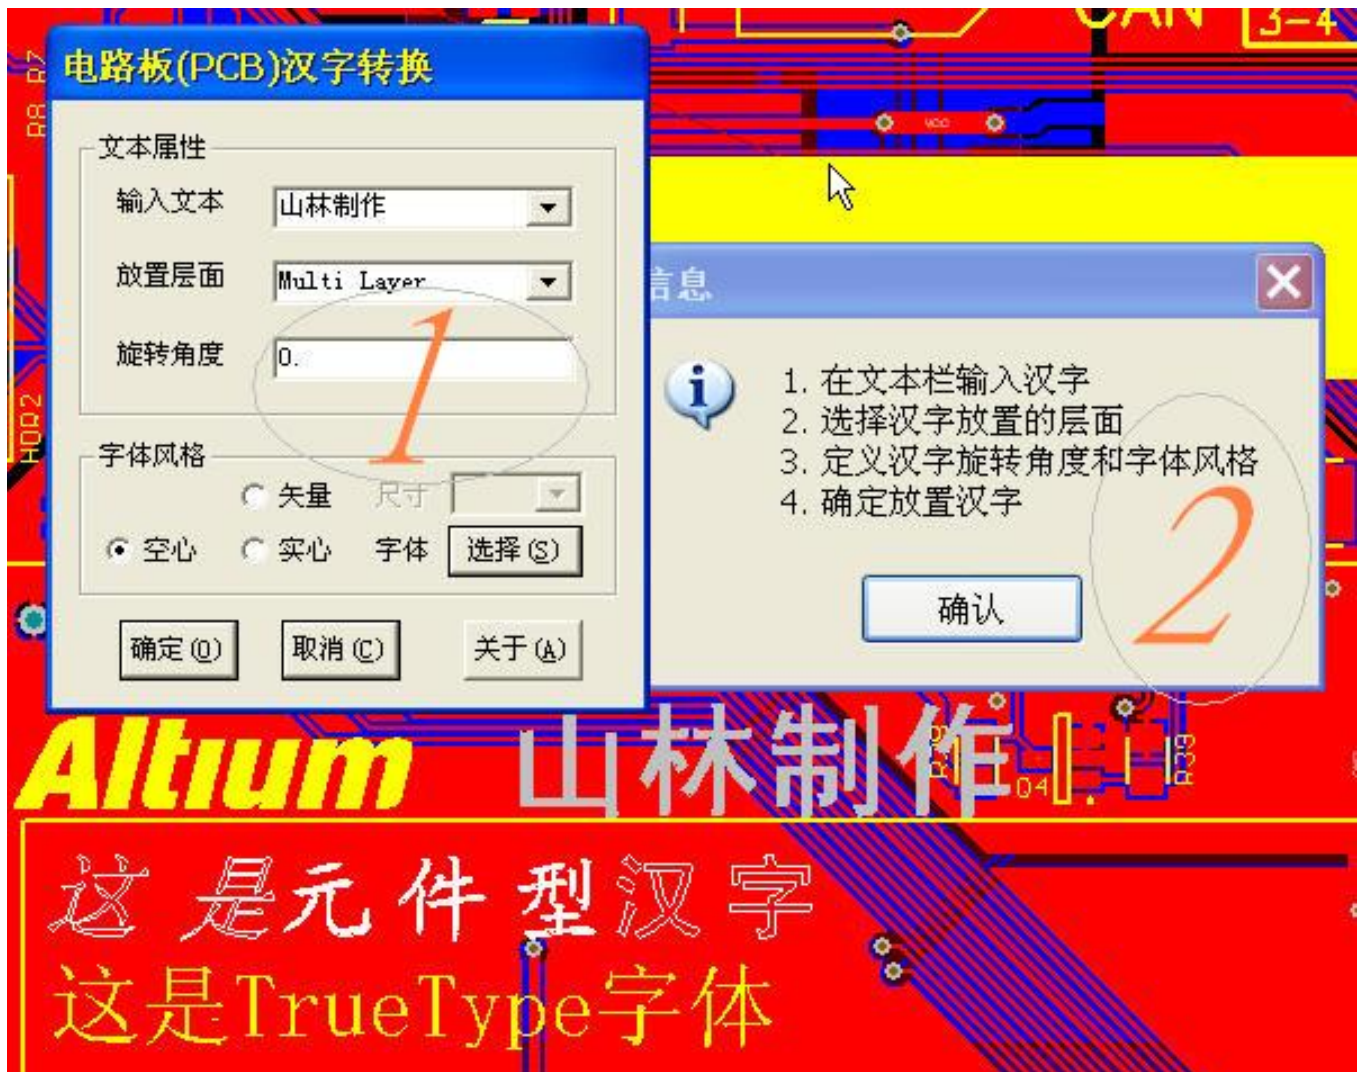 CAN
3-4
R7
电路板(PCB)汉字转换
R8
VCC
文本属性
输入文本 山林制作
放置层面 Multi Layer
旋转角度 0.
1
HDQ2
字体风格
矢量 尺寸
空心 实心 字体 选择(S)
确定(O) 取消(C) 关于(A)
信息
1. 在文本栏输入汉字
2. 选择汉字放置的层面
3. 定义汉字旋转角度和字体风格
4. 确定放置汉字
2
确认
Altium 山林制作
Q4
R39
这是元件型汉字
这是TrueType字体